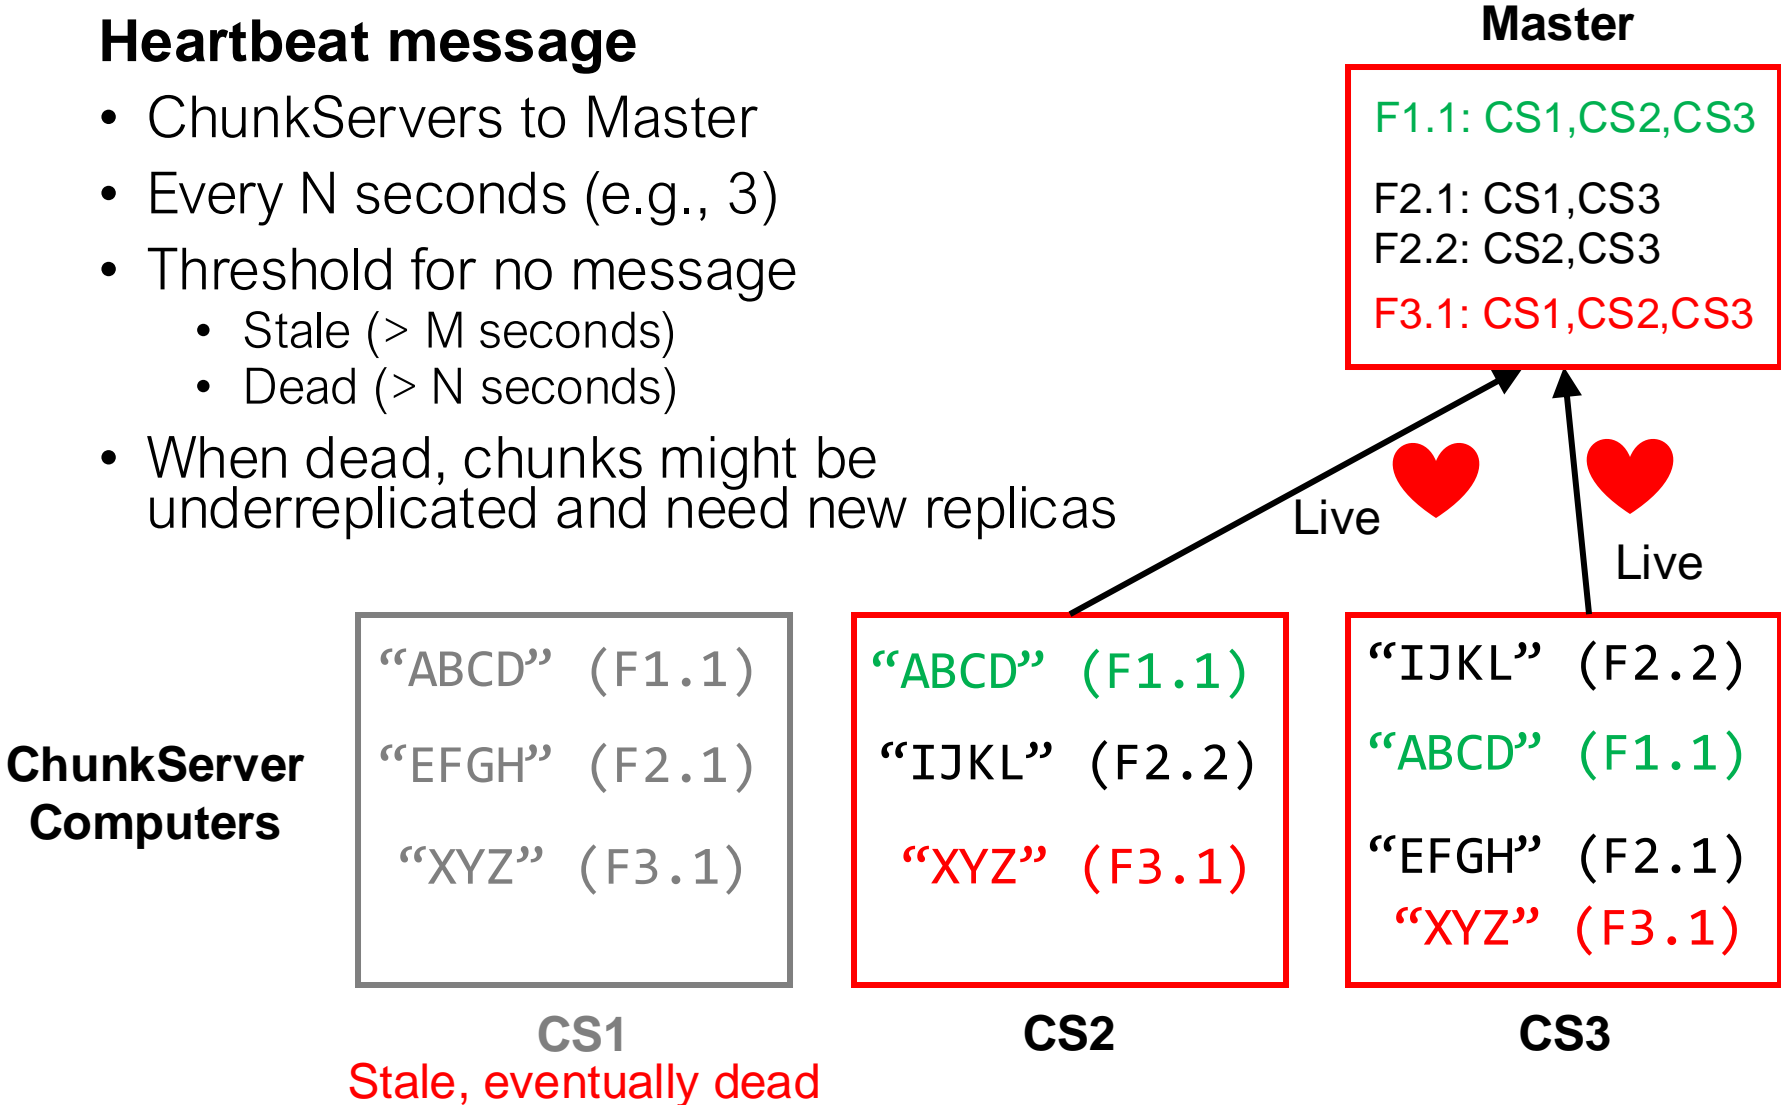 Heartbeat message
• ChunkServers to Master
• Every N seconds (e.g., 3)
• Threshold for no message
• Stale (> M seconds)
• Dead (> N seconds)
• When dead, chunks might be
underreplicated and need new replicas
Master
F1.1: CS1,CS2,CS3
F2.1: CS1,CS3
F2.2: CS2,CS3
F3.1: CS1,CS2,CS3
Live
Live
ChunkServer
Computers
“ABCD” (F1.1)
“EFGH” (F2.1)
“XYZ” (F3.1)
CS1
Stale, eventually dead
“ABCD” (F1.1)
“IJKL” (F2.2)
“XYZ” (F3.1)
CS2
“IJKL” (F2.2)
“ABCD” (F1.1)
“EFGH” (F2.1)
“XYZ” (F3.1)
CS3